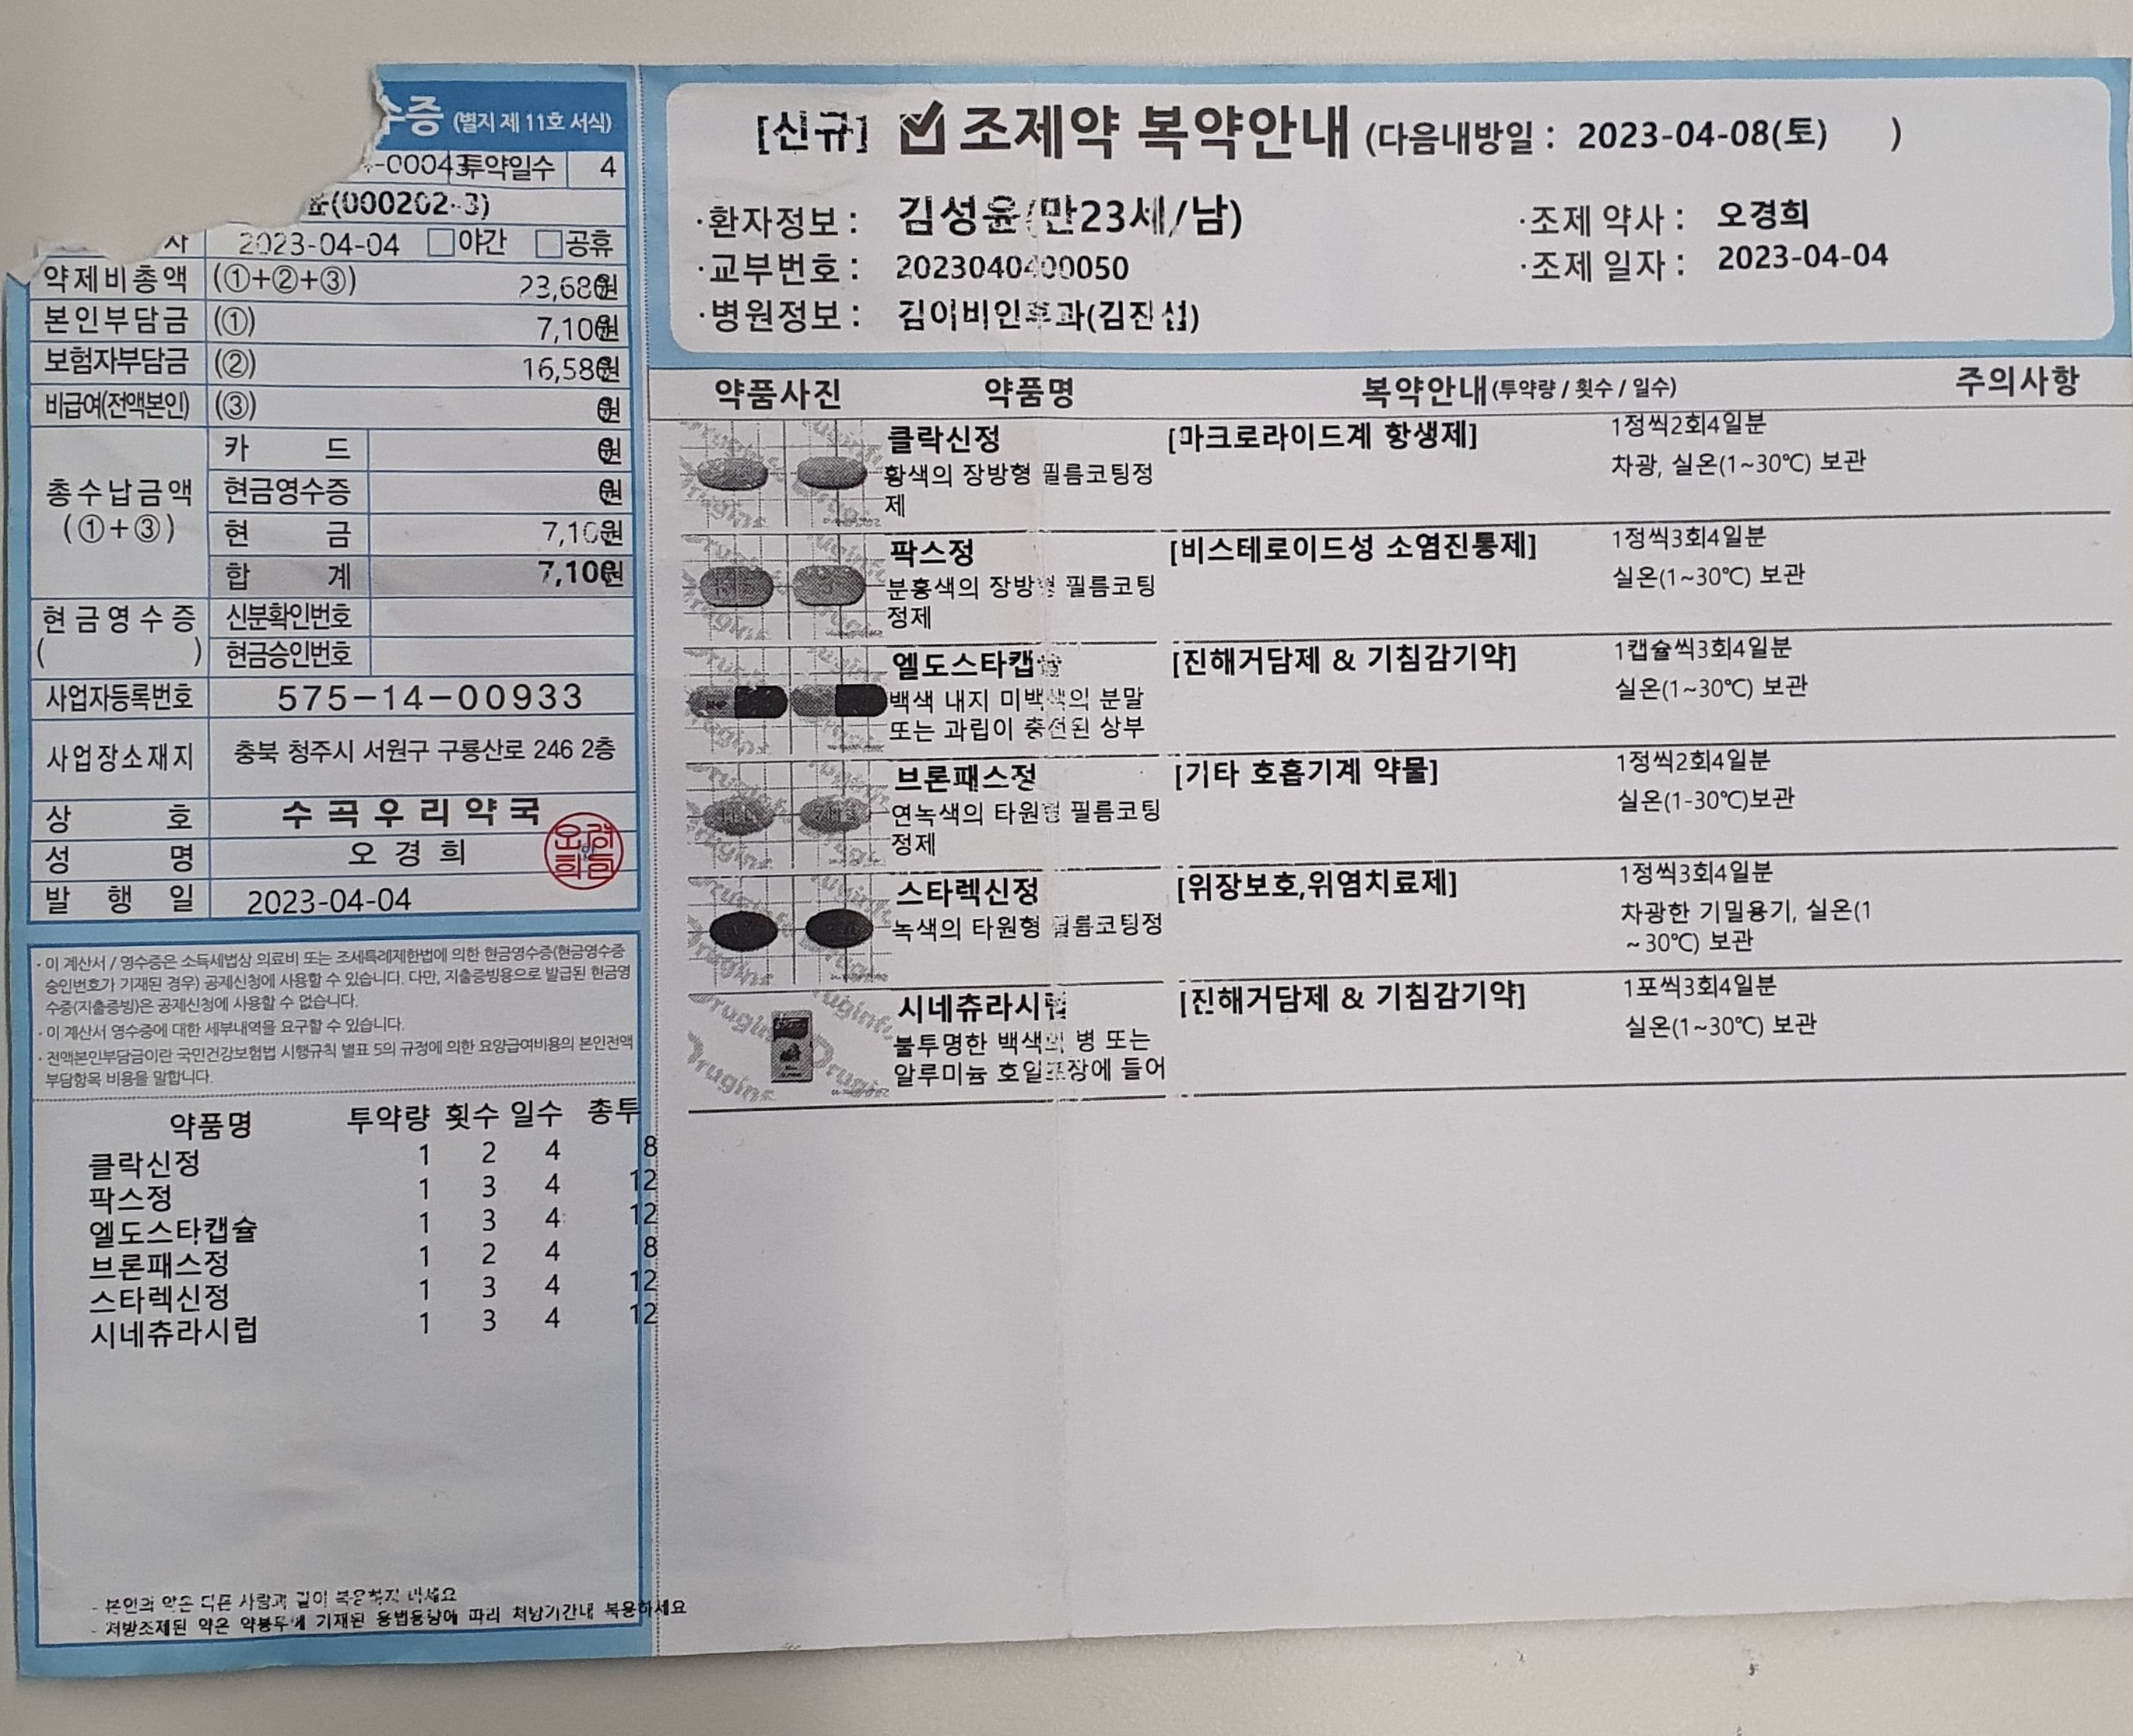 수증 (별지 제 11호 서식)
-00043 투약일수 4
(000202-3)
2023-04-04 야간 공휴
약제비총액 (①+②+③) 23,680원
본인부담금 (①) 7,100원
보험자부담금 (②) 16,580원
비급여(전액본인) (③) 0원
총수납금액
(①+③)
카 드 0원
현금영수증 0원
현 금 7,100원
합 계 7,100원
현금영수증
( )
신분확인번호
현금승인번호
사업자등록번호 575-14-00933
사업장소재지 충북 청주시 서원구 구룡산로 246 2층
상 호 수곡우리약국
성 명 오 경 희
발 행 일 2023-04-04
· 이 계산서 / 영수증은 소득세법상 의료비 또는 조세특례제한법에 의한 현금영수증(현금영수증
승인번호가 기재된 경우) 공제신청에 사용할 수 있습니다. 다만, 지출증빙용으로 발급된 현금영
수증(지출증빙)은 공제신청에 사용할 수 없습니다.
· 이 계산서 영수증에 대한 세부내역을 요구할 수 있습니다.
· 전액본인부담금이란 국민건강보험법 시행규칙 별표 5의 규정에 의한 요양급여비용의 본인전액
부담항목 비용을 말합니다.
약품명 투약량 횟수 일수 총투
클락신정 1 2 4 8
팍스정 1 3 4 12
엘도스타캡슐 1 3 4 12
브론패스정 1 2 4 8
스타렉신정 1 3 4 12
시네츄라시럽 1 3 4 12
- 본인의 약은 다른 사람과 같이 복용하지 마세요
- 처방조제된 약은 약봉투에 기재된 용법용량에 따라 처방기간내 복용하세요
[신규] 조제약 복약안내 (다음내방일 : 2023-04-08(토) )
·환자정보 : 김성윤(만23세/남)
·조제 약사 : 오경희
·교부번호 : 2023040400050
·조제 일자 : 2023-04-04
·병원정보 : 김이비인후과(김진섭)
약품사진 약품명 복약안내(투약량 / 횟수 / 일수) 주의사항
클락신정 [마크로라이드계 항생제] 1정씩2회4일분
황색의 장방형 필름코팅정 차광, 실온(1~30℃) 보관
제
팍스정 [비스테로이드성 소염진통제] 1정씩3회4일분
분홍색의 장방형 필름코팅 실온(1~30℃) 보관
정제
엘도스타캡슐 [진해거담제 & 기침감기약] 1캡슐씩3회4일분
백색 내지 미백색의 분말 실온(1~30℃) 보관
또는 과립이 충전된 상부
브론패스정 [기타 호흡기계 약물] 1정씩2회4일분
연녹색의 타원형 필름코팅 실온(1-30℃)보관
정제
스타렉신정 [위장보호,위염치료제] 1정씩3회4일분
녹색의 타원형 필름코팅정 차광한 기밀용기, 실온(1
~30℃) 보관
시네츄라시럽 [진해거담제 & 기침감기약] 1포씩3회4일분
불투명한 백색의 병 또는 실온(1~30℃) 보관
알루미늄 호일포장에 들어